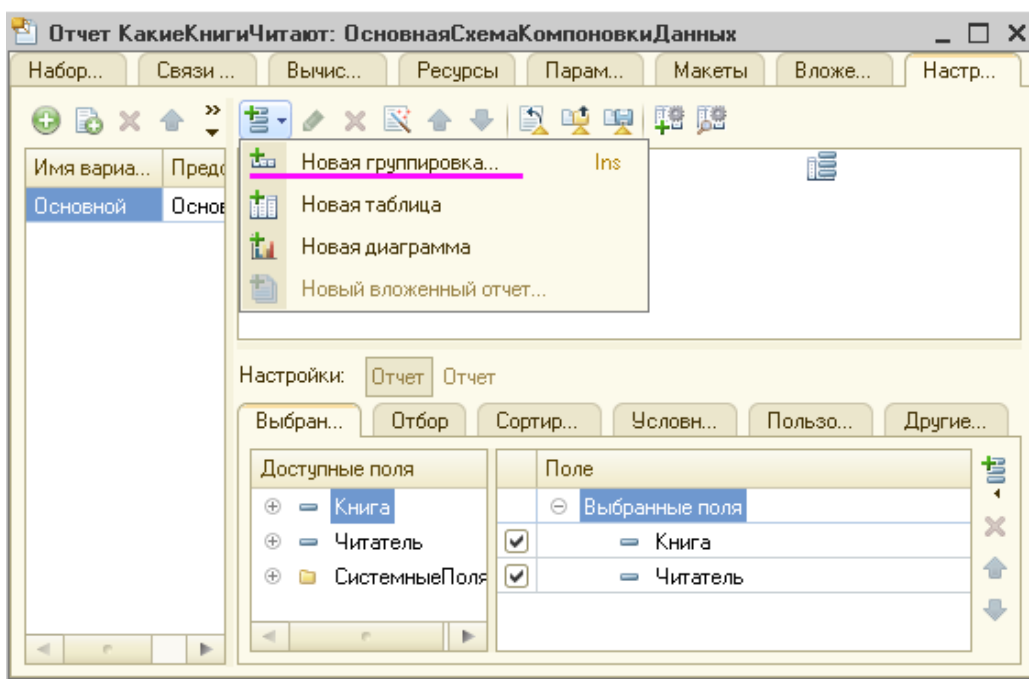 Отчет КакиеКнигиЧитают: ОсновнаяСхемаКомпоновкиДанных
Набор... Связи ... Вычис... Ресурсы Парам... Макеты Вложе... Настр...
Имя вариа... Предс
Основной Основ
Новая группировка... Ins
Новая таблица
Новая диаграмма
Новый вложенный отчет...
Настройки: Отчет Отчет
Выбран... Отбор Сортир... Условн... Пользо... Другие...
Доступные поля Поле
Книга Выбранные поля
Читатель Книга
СистемныеПоля Читатель